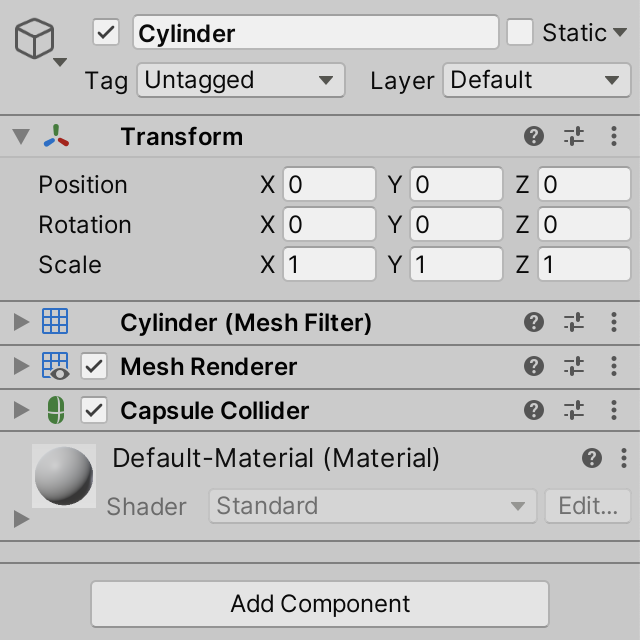 Cylinder Static
Tag Untagged Layer Default
Transform
Position X 0 Y 0 Z 0
Rotation X 0 Y 0 Z 0
Scale X 1 Y 1 Z 1
Cylinder (Mesh Filter)
Mesh Renderer
Capsule Collider
Default-Material (Material)
Shader Standard Edit...
Add Component